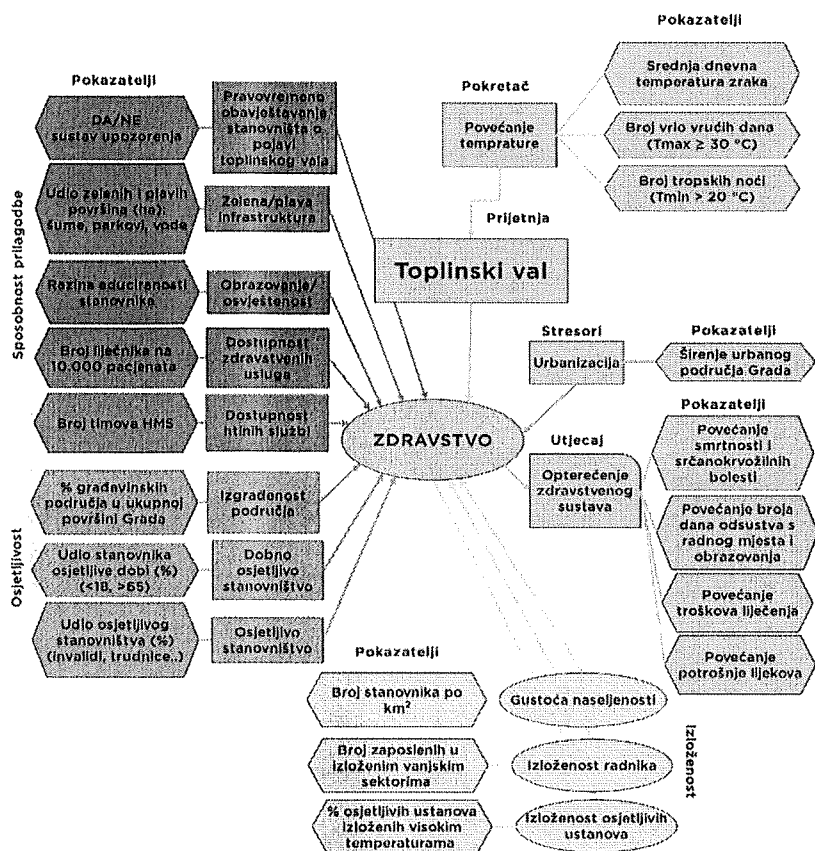 Pokazatelji
DA/NE
sustav upozorenja
Pravovrejmeno
obavještavanje
stanovništa o
pojavi
toplinskog vala
Sposobnost prilagodbe
Udio zelenih i plavih
površina (ha):
šume, parkovi, vode
Zelena/plava
infrastruktura
Razina educiranosti
stanovnika
Obrazovanje/
osvještenost
Broj liječnika na
10.000 pacjenata
Dostupnost
zdravstvenih
usluga
Broj timova HMS
Dostupnost
htinih službi
Osjetljivost
% građavinskih
područja u ukupnoj
površini Grada
Izgrađenost
područja
Udio stanovnika
osjetljive dobi (%)
(<18, >65)
Dobno
osjetljivo
stanovništvo
Udio osjetljivog
stanovništva (%)
(invalidi, trudnice..)
Osjetljivo
stanovništvo
Pokretač
Povećanje
temprature
Pokazatelji
Srednja dnevna
temperatura zraka
Broj vrlo vrućih dana
(Tmax ≥ 30 °C)
Broj tropskih noći
(Tmin > 20 °C)
Prijetnja
Toplinski val
ZDRAVSTVO
Stresori
Urbanizacija
Pokazatelji
Širenje urbanog
područja Grada
Utjecaj
Opterećenje
zdravstvenog
sustava
Pokazatelji
Povećanje
smrtnosti i
srčanokrvožilnih
bolesti
Povećanje broja
dana odsustva s
radnog mjesta i
obrazovanja
Povećanje
troškova liječenja
Povećanje
potrošnje lijekova
Pokazatelji
Broj stanovnika po
km²
Gustoća naseljenosti
Broj zaposlenih u
izloženim vanjskim
sektorima
Izloženost radnika
% osjetljivih ustanova
izloženih visokim
temperaturama
Izloženost osjetljivih
ustanova
Izloženost